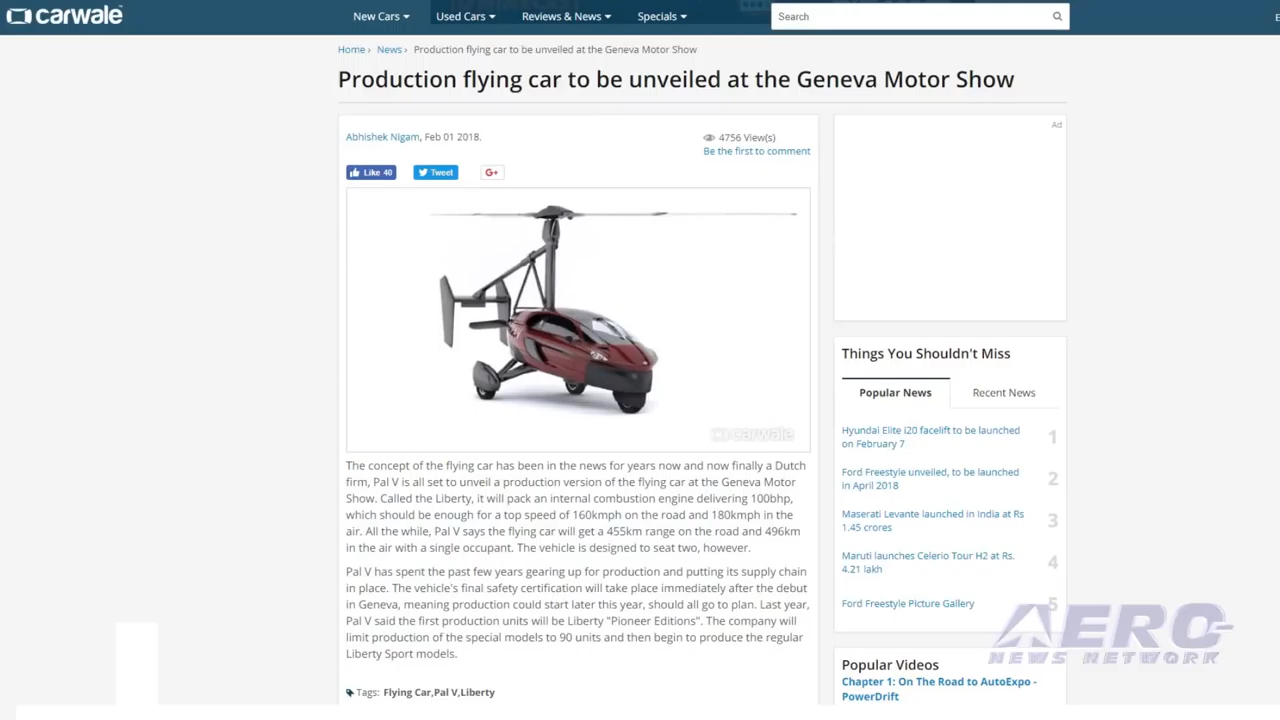 carwale
New Cars
Used Cars
Reviews & News
Specials
Search
E
Home › News › Production flying car to be unveiled at the Geneva Motor Show
Production flying car to be unveiled at the Geneva Motor Show
Abhishek Nigam, Feb 01 2018.
4756 View(s)
Be the first to comment
Like 40
Tweet
G+
carwale
The concept of the flying car has been in the news for years now and now finally a Dutch
firm, Pal V is all set to unveil a production version of the flying car at the Geneva Motor
Show. Called the Liberty, it will pack an internal combustion engine delivering 100bhp,
which should be enough for a top speed of 160kmph on the road and 180kmph in the
air. All the while, Pal V says the flying car will get a 455km range on the road and 496km
in the air with a single occupant. The vehicle is designed to seat two, however.
Pal V has spent the past few years gearing up for production and putting its supply chain
in place. The vehicle's final safety certification will take place immediately after the debut
in Geneva, meaning production could start later this year, should all go to plan. Last year,
Pal V said the first production units will be Liberty "Pioneer Editions". The company will
limit production of the special models to 90 units and then begin to produce the regular
Liberty Sport models.
Tags: Flying Car,Pal V,Liberty
Ad
Things You Shouldn't Miss
Popular News
Recent News
Hyundai Elite i20 facelift to be launched
on February 7
1
Ford Freestyle unveiled, to be launched
in April 2018
2
Maserati Levante launched in India at Rs
1.45 crores
3
Maruti launches Celerio Tour H2 at Rs.
4.21 lakh
4
Ford Freestyle Picture Gallery
5
AERO
NEWS NETWORK
Popular Videos
Chapter 1: On The Road to AutoExpo -
PowerDrift